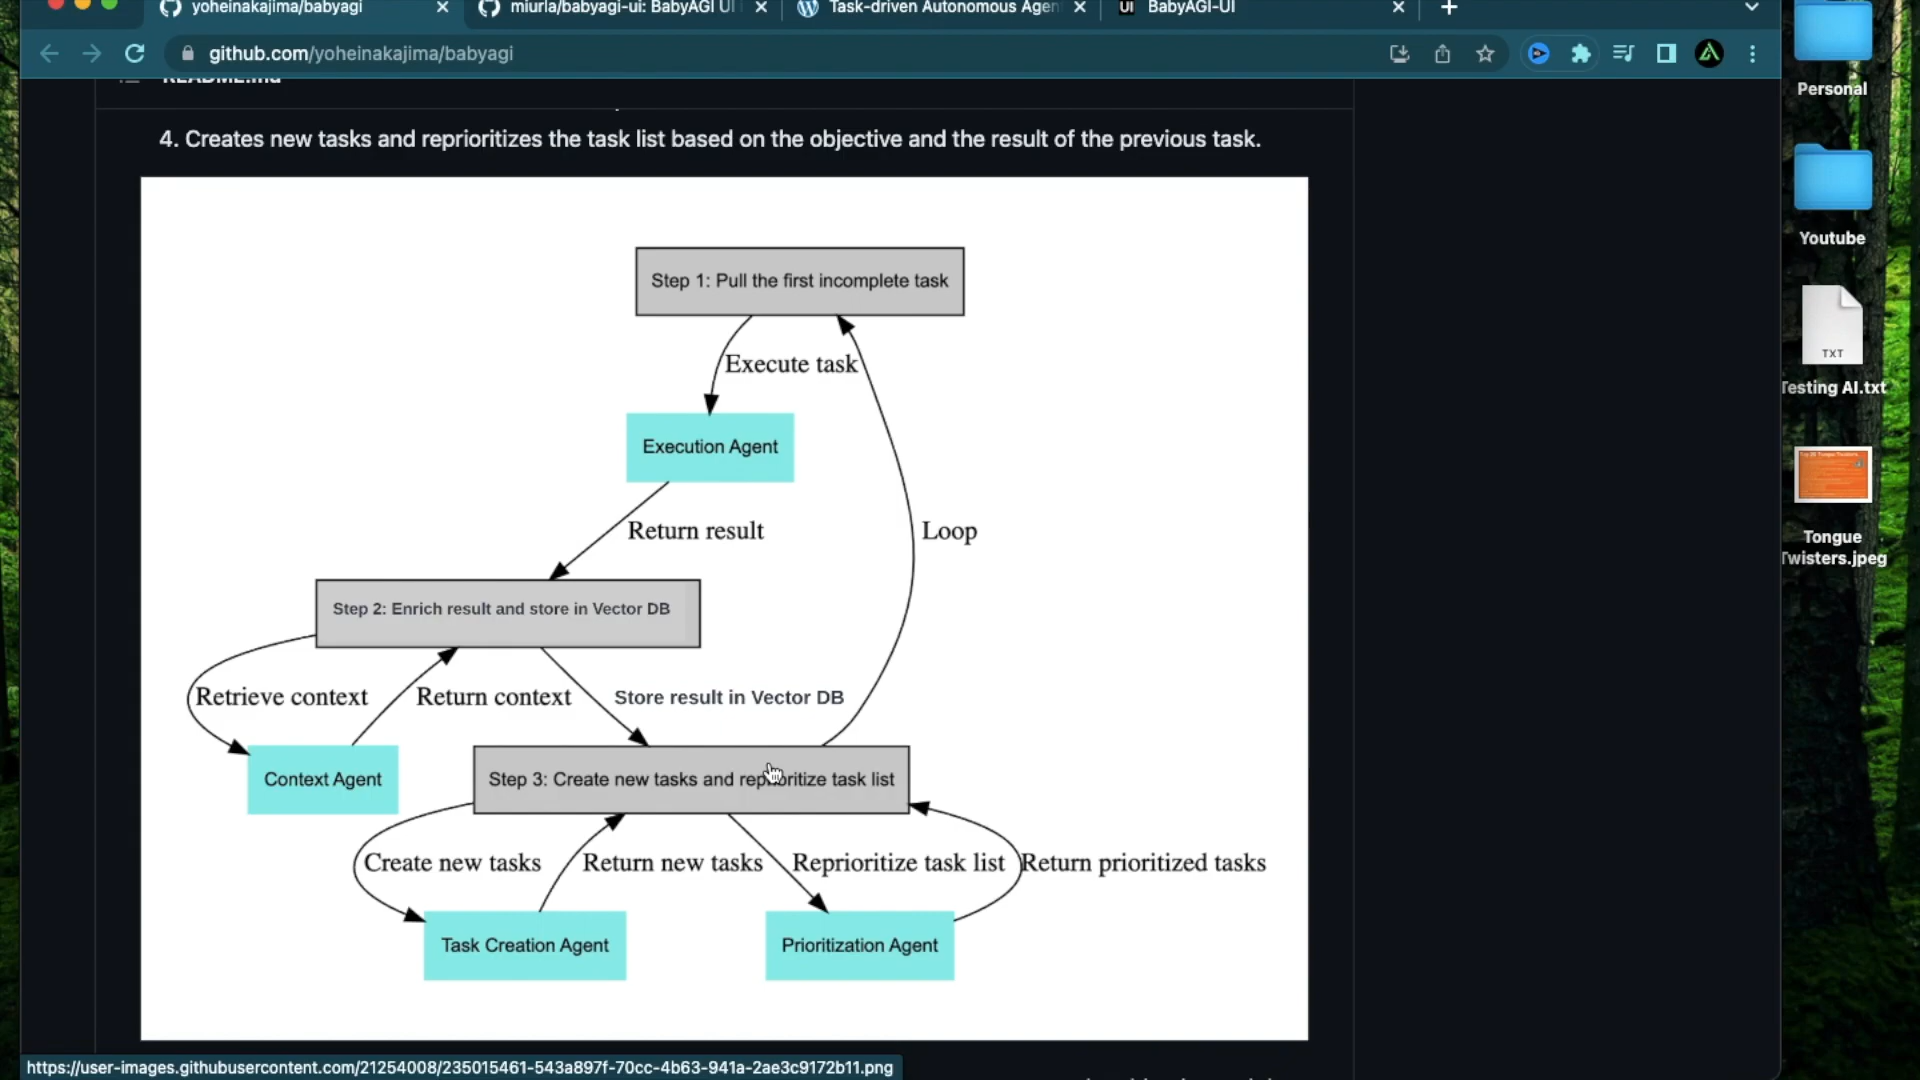 yoheinakajima/babyagi
miurla/babyagi-ui: BabyAGI UI
Task-driven Autonomous Agen
UI BabyAGI-UI
github.com/yoheinakajima/babyagi
README.md
4. Creates new tasks and reprioritizes the task list based on the objective and the result of the previous task.
Step 1: Pull the first incomplete task
Execute task
Execution Agent
Return result
Loop
Step 2: Enrich result and store in Vector DB
Retrieve context
Return context
Store result in Vector DB
Context Agent
Step 3: Create new tasks and reprioritize task list
Create new tasks
Return new tasks
Reprioritize task list
Return prioritized tasks
Task Creation Agent
Prioritization Agent
https://user-images.githubusercontent.com/21254008/235015461-543a897f-70cc-4b63-941a-2ae3c9172b11.png
Personal
Youtube
TXT
Testing AI.txt
Tongue
Twisters.jpeg